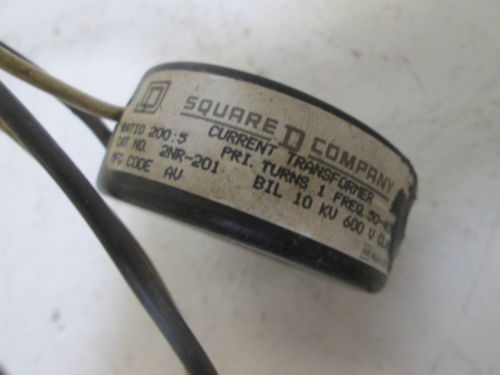 D SQUARE D COMPANY
CURRENT TRANSFORMER
RATIO 200:5 PRI. TURNS 1 FREQ
CAT NO. 2NR-201 BIL 10 KV 600 V
MFG CODE AV